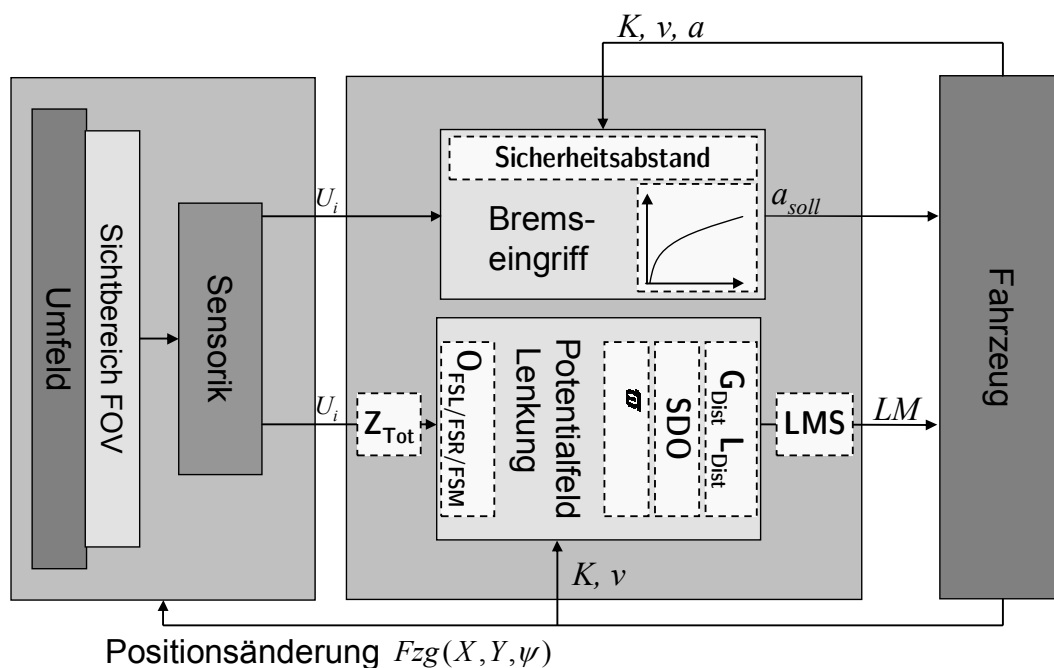 K, v, a
Umfeld
Sichtbereich FOV
Sensorik
U_i
Sicherheitsabstand
Brems-
eingriff
a_soll
Fahrzeug
U_i
Z_Tot
O_FSL/FSR/FSM
Potentialfeld
Lenkung
SDO
G_Dist L_Dist
LMS
LM
K, v
Positionsänderung Fzg(X,Y,ψ)